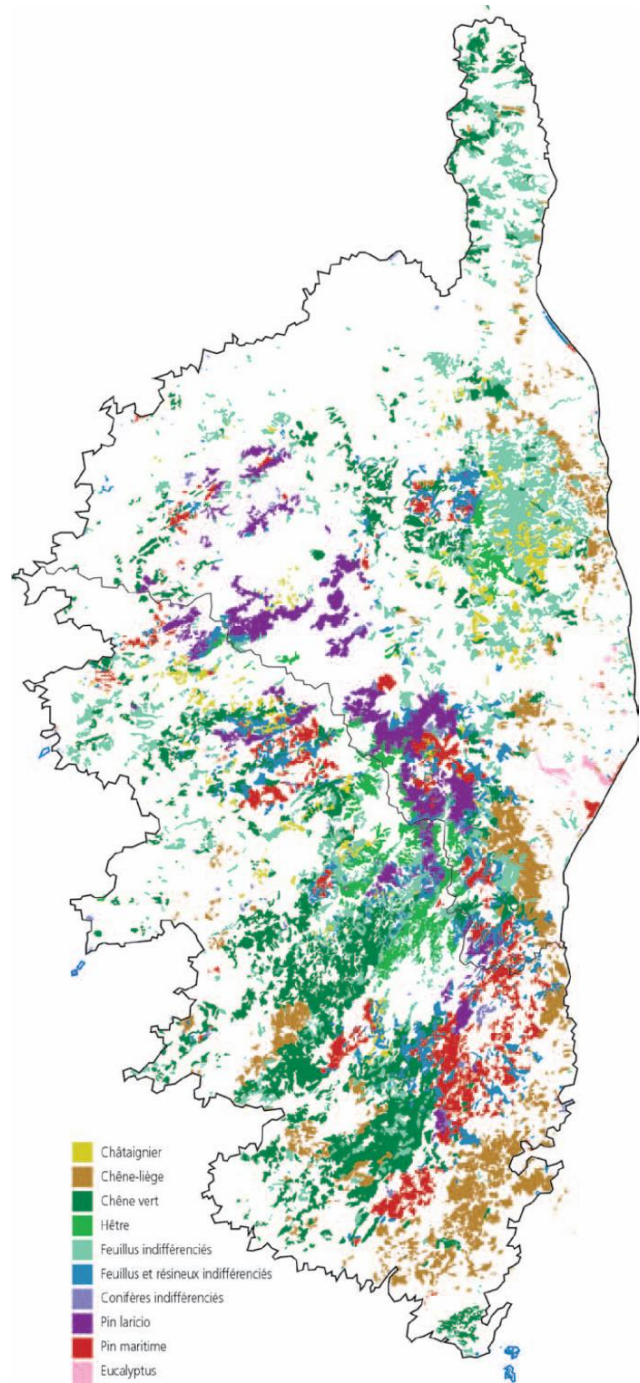 Châtaignier
Chêne-liège
Chêne vert
Hêtre
Feuillus indifférenciés
Feuillus et résineux indifférenciés
Conifères indifférenciés
Pin laricio
Pin maritime
Eucalyptus